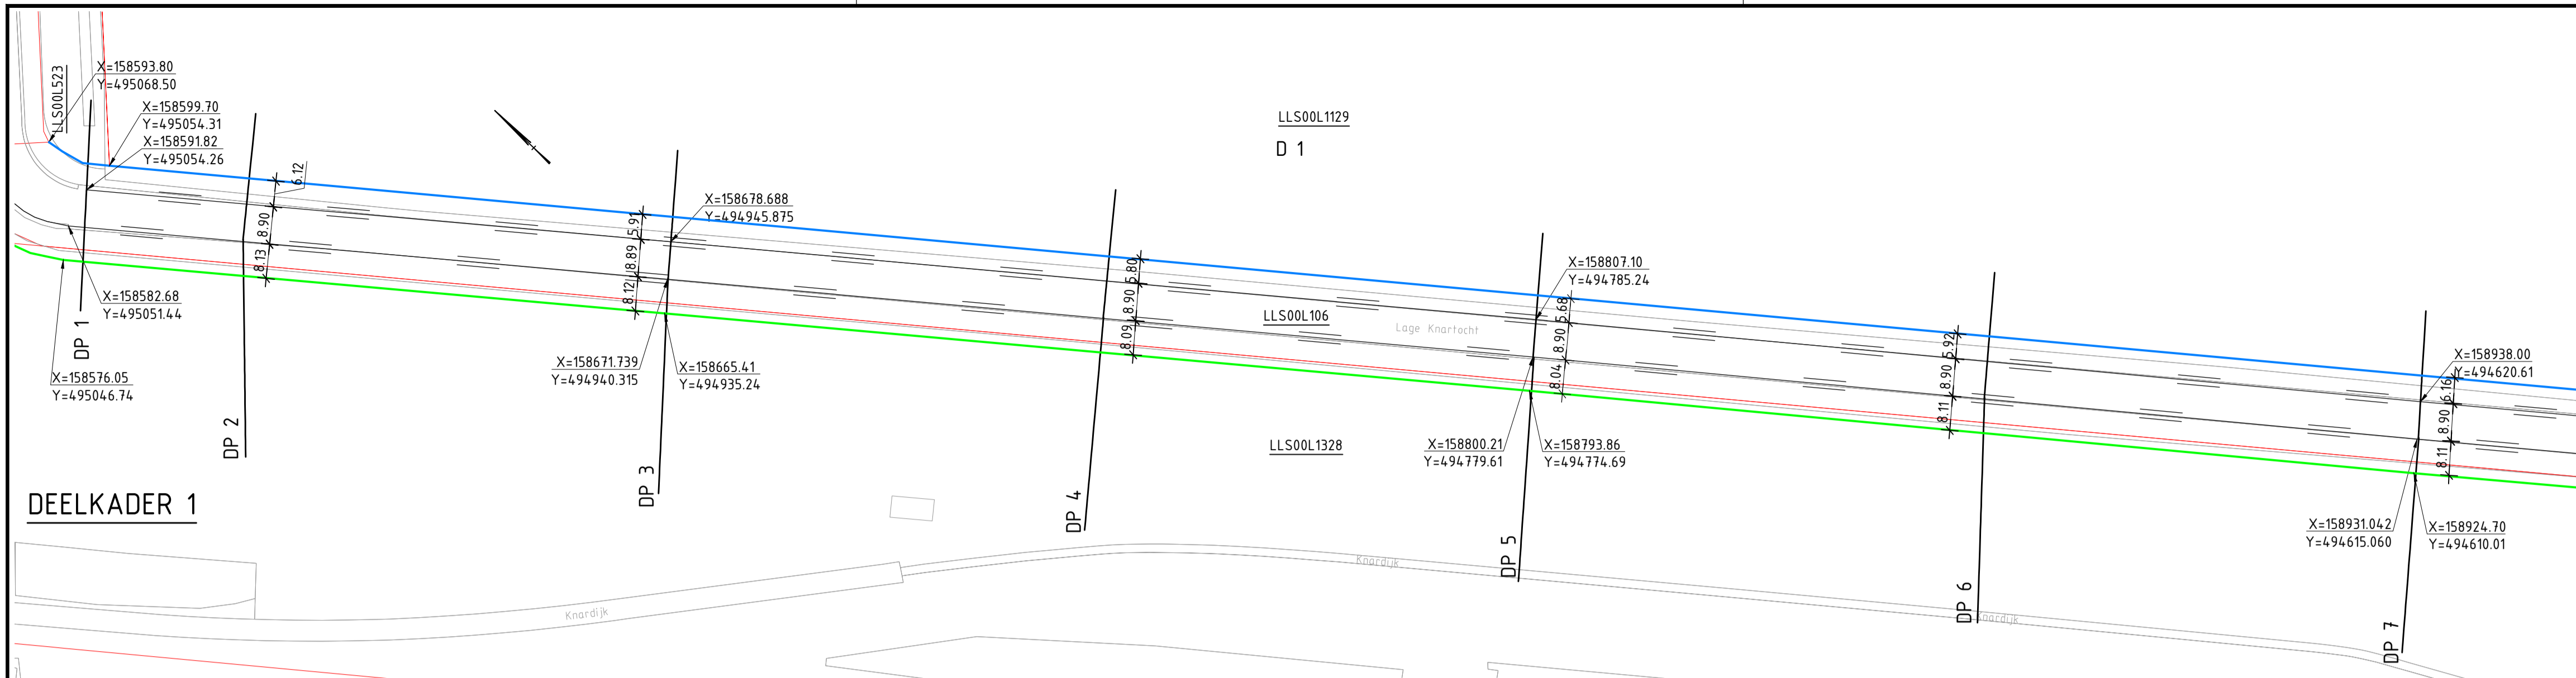 LLS00L523
X=158593.80
Y=495068.50
X=158599.70
Y=495054.31
X=158591.82
Y=495054.26
LLS00L1129
D 1
6.12
8.90
8.13
5.91
8.89
8.12
X=158678.688
Y=494945.875
5.80
8.90
8.09
X=158807.10
Y=494785.24
5.68
8.90
8.04
LLS00L106
Lage Knartocht
5.92
8.90
8.11
X=158938.00
Y=494620.61
6.16
8.90
8.11
X=158582.68
Y=495051.44
DP 1
X=158576.05
Y=495046.74
X=158671.739
Y=494940.315
X=158665.41
Y=494935.24
DP 2
DP 3
DP 4
LLS00L1328
X=158800.21
Y=494779.61
X=158793.86
Y=494774.69
DP 5
DP 6
X=158931.042
Y=494615.060
X=158924.70
Y=494610.01
DP 7
DEELKADER 1
Knardijk
Knardijk
Knardijk